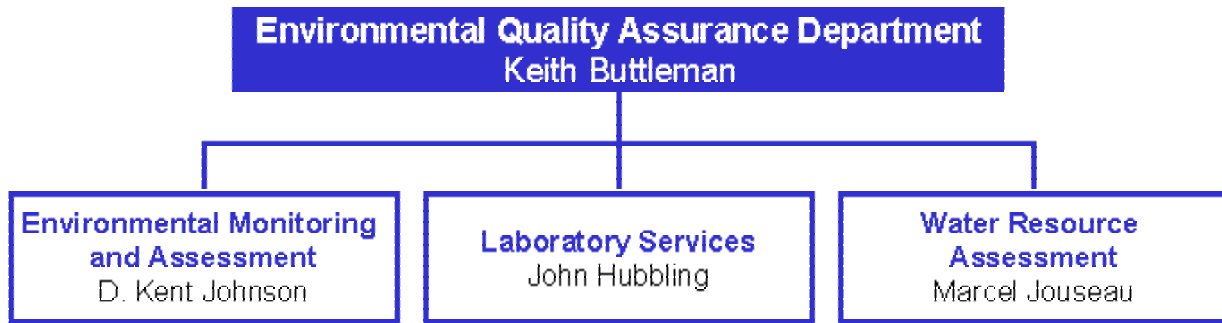 Environmental Quality Assurance Department
Keith Buttleman
Environmental Monitoring
and Assessment
D. Kent Johnson
Laboratory Services
John Hubbling
Water Resource
Assessment
Marcel Jouseau